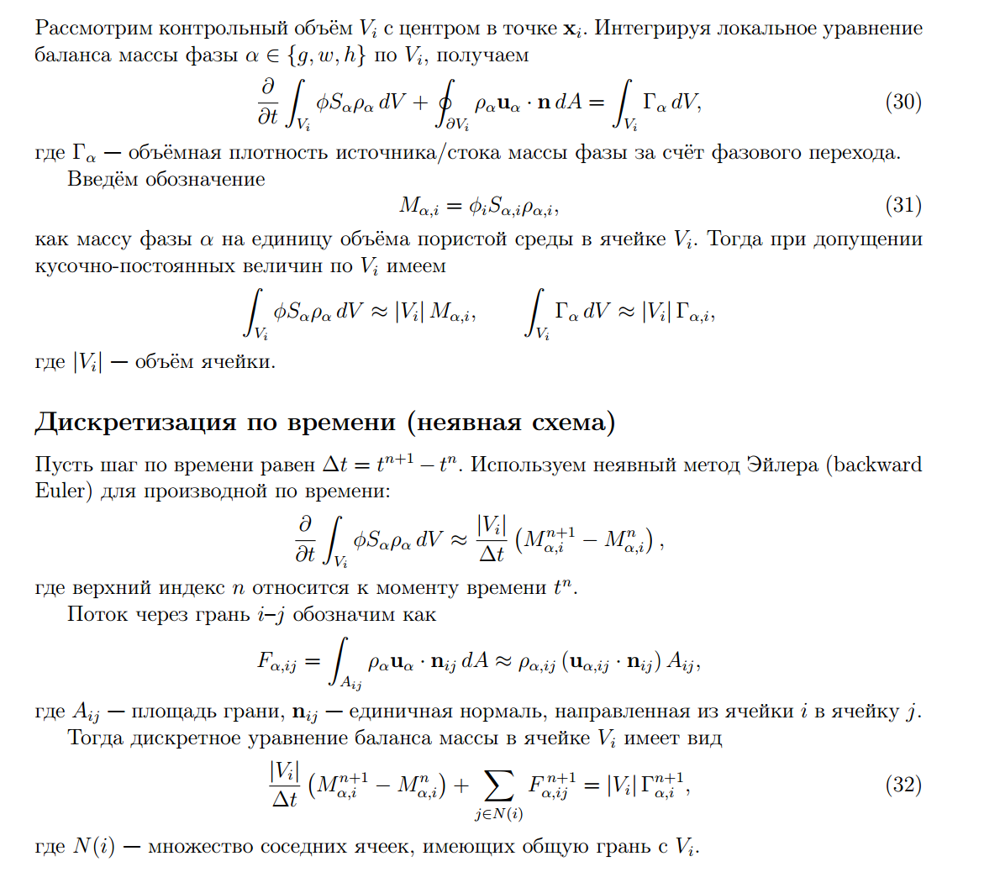 Рассмотрим контрольный объём $V_i$ с центром в точке $\mathbf{x}_i$. Интегрируя локальное уравнение
баланса массы фазы $\alpha \in \{g, w, h\}$ по $V_i$, получаем
$$\frac{\partial}{\partial t} \int_{V_i} \phi S_\alpha \rho_\alpha \, dV + \oint_{\partial V_i} \rho_\alpha \mathbf{u}_\alpha \cdot \mathbf{n} \, dA = \int_{V_i} \Gamma_\alpha \, dV, \quad (30)$$
где $\Gamma_\alpha$ — объёмная плотность источника/стока массы фазы за счёт фазового перехода.
Введём обозначение
$$M_{\alpha,i} = \phi_i S_{\alpha,i} \rho_{\alpha,i}, \quad (31)$$
как массу фазы $\alpha$ на единицу объёма пористой среды в ячейке $V_i$. Тогда при допущении
кусочно-постоянных величин по $V_i$ имеем
$$\int_{V_i} \phi S_\alpha \rho_\alpha \, dV \approx |V_i| \, M_{\alpha,i}, \qquad \int_{V_i} \Gamma_\alpha \, dV \approx |V_i| \, \Gamma_{\alpha,i},$$
где $|V_i|$ — объём ячейки.
Дискретизация по времени (неявная схема)
Пусть шаг по времени равен $\Delta t = t^{n+1} - t^n$. Используем неявный метод Эйлера (backward
Euler) для производной по времени:
$$\frac{\partial}{\partial t} \int_{V_i} \phi S_\alpha \rho_\alpha \, dV \approx \frac{|V_i|}{\Delta t} \left( M_{\alpha,i}^{n+1} - M_{\alpha,i}^{n} \right),$$
где верхний индекс $n$ относится к моменту времени $t^n$.
Поток через грань $i$–$j$ обозначим как
$$F_{\alpha,ij} = \int_{A_{ij}} \rho_\alpha \mathbf{u}_\alpha \cdot \mathbf{n}_{ij} \, dA \approx \rho_{\alpha,ij} \left( \mathbf{u}_{\alpha,ij} \cdot \mathbf{n}_{ij} \right) A_{ij},$$
где $A_{ij}$ — площадь грани, $\mathbf{n}_{ij}$ — единичная нормаль, направленная из ячейки $i$ в ячейку $j$.
Тогда дискретное уравнение баланса массы в ячейке $V_i$ имеет вид
$$\frac{|V_i|}{\Delta t} \left( M_{\alpha,i}^{n+1} - M_{\alpha,i}^{n} \right) + \sum_{j \in N(i)} F_{\alpha,ij}^{n+1} = |V_i| \, \Gamma_{\alpha,i}^{n+1}, \quad (32)$$
где $N(i)$ — множество соседних ячеек, имеющих общую грань с $V_i$.